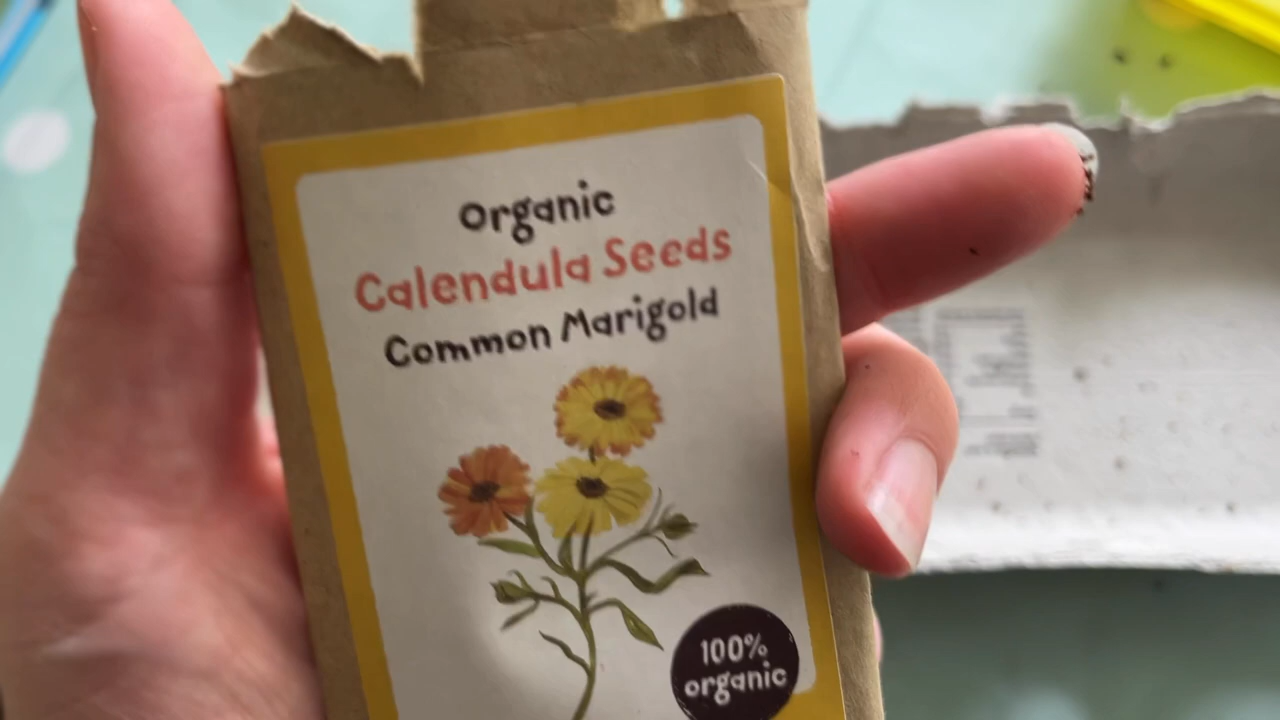 Organic
Calendula Seeds
Common Marigold
100%
organic